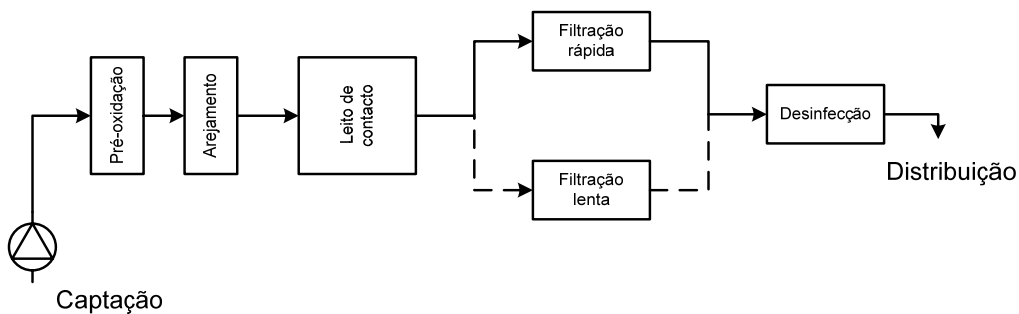 Captação
Pré-oxidação
Arejamento
Leito de
contacto
Filtração
rápida
Filtração
lenta
Desinfecção
Distribuição